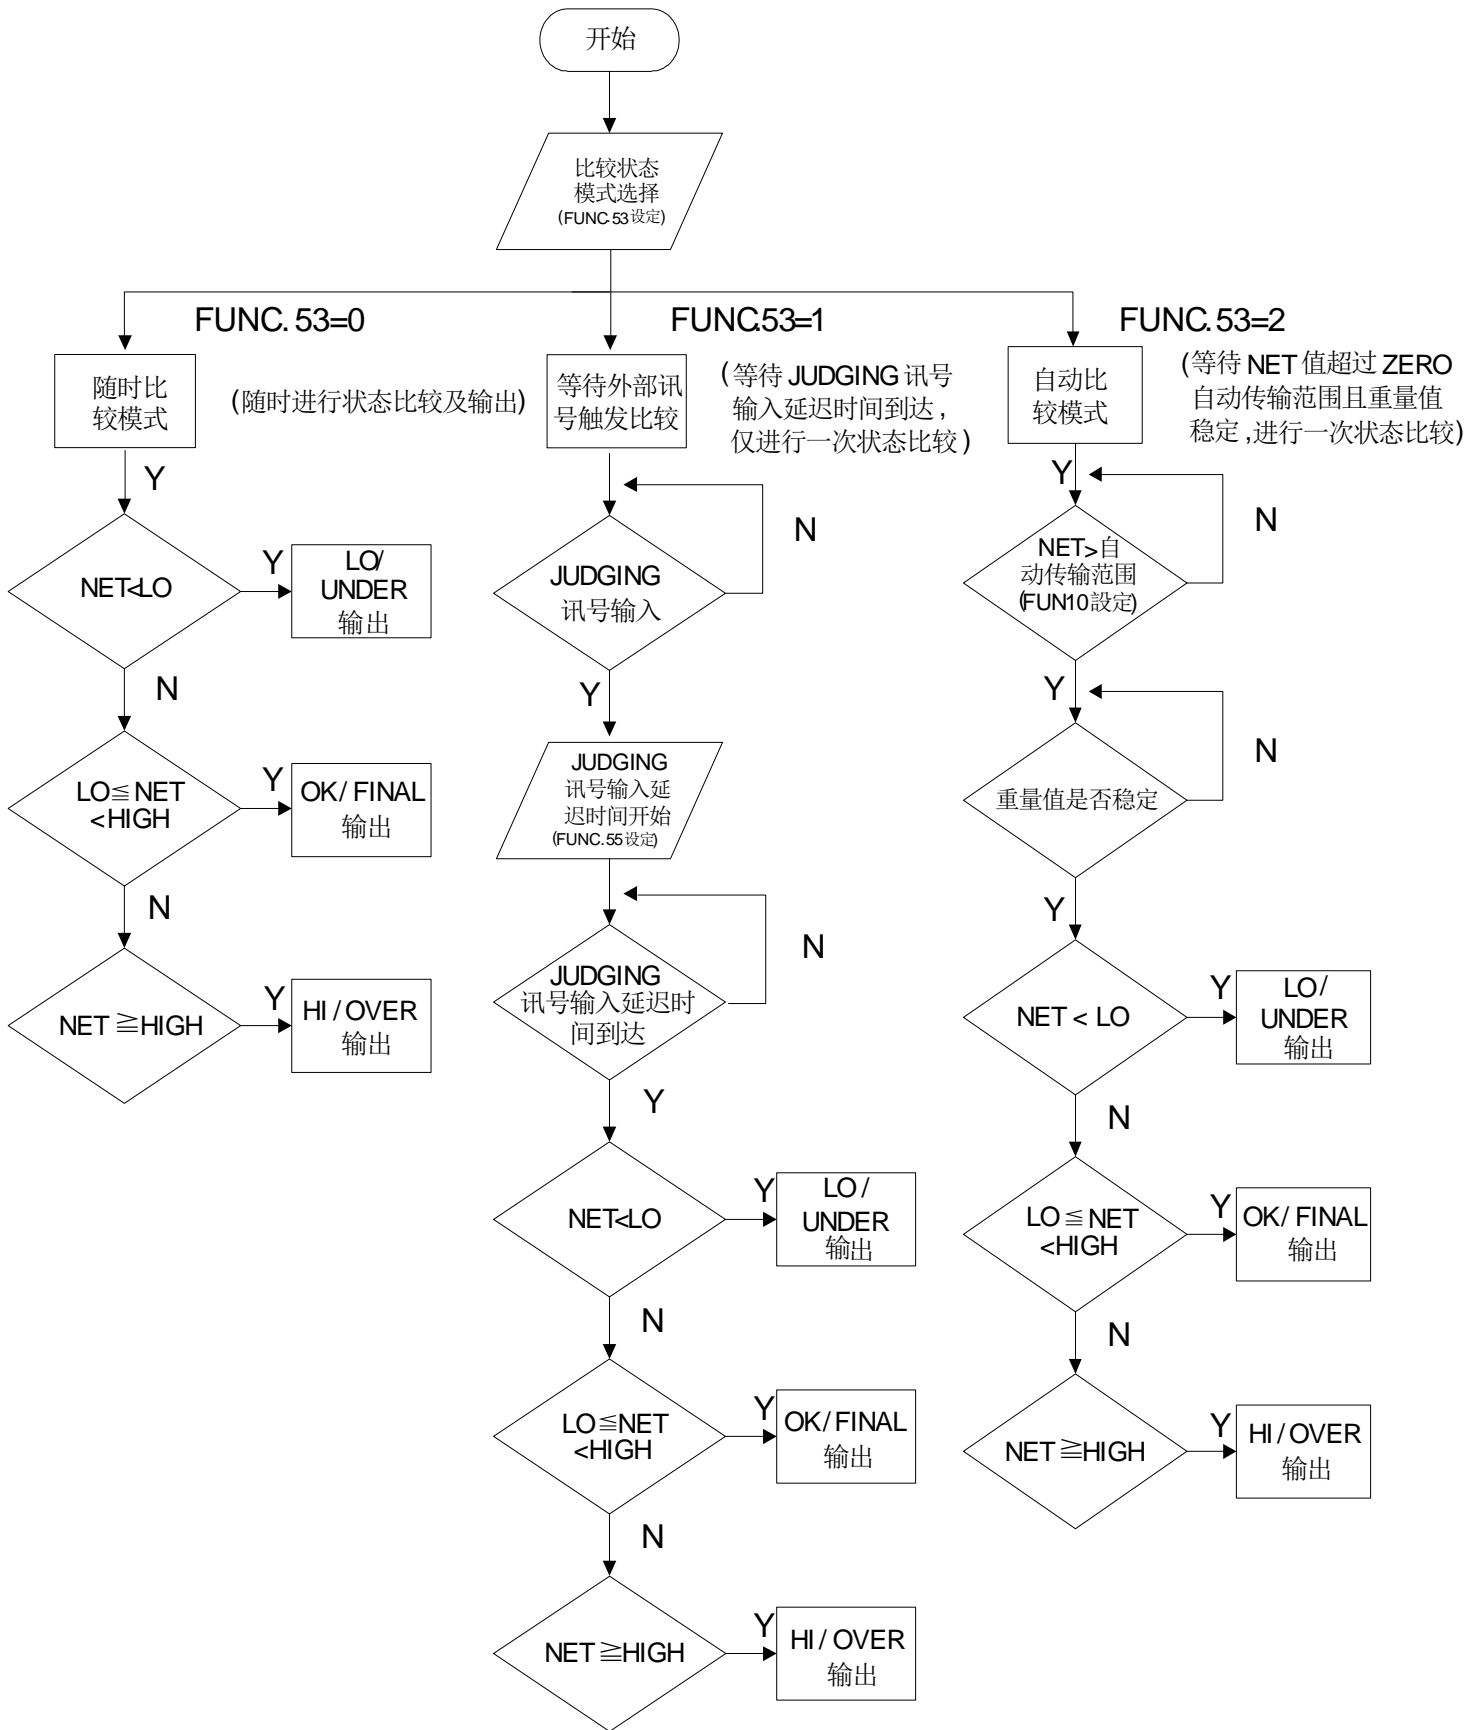 开始
比较状态
模式选择
(FUNC.53设定)
FUNC.53=0
FUNC.53=1
FUNC.53=2
随时比
较模式
(随时进行状态比较及输出)
等待外部讯
号触发比较
(等待 JUDGING 讯号
输入延迟时间到达,
仅进行一次状态比较)
自动比
较模式
(等待 NET 值超过 ZERO
自动传输范围且重量值
稳定,进行一次状态比较)
Y
NET<LO
Y
LO/
UNDER
输出
N
LO≦NET
<HIGH
Y
OK/FINAL
输出
N
NET≧HIGH
Y
HI/OVER
输出
JUDGING
讯号输入
N
Y
JUDGING
讯号输入延
迟时间开始
(FUNC.55设定)
JUDGING
讯号输入延迟时
间到达
N
Y
NET<LO
Y
LO/
UNDER
输出
N
LO≦NET
<HIGH
Y
OK/FINAL
输出
N
NET≧HIGH
Y
HI/OVER
输出
Y
NET>自
动传输范围
(FUN10設定)
N
Y
重量值是否稳定
N
Y
NET < LO
Y
LO/
UNDER
输出
N
LO≦NET
<HIGH
Y
OK/FINAL
输出
N
NET≧HIGH
Y
HI/OVER
输出